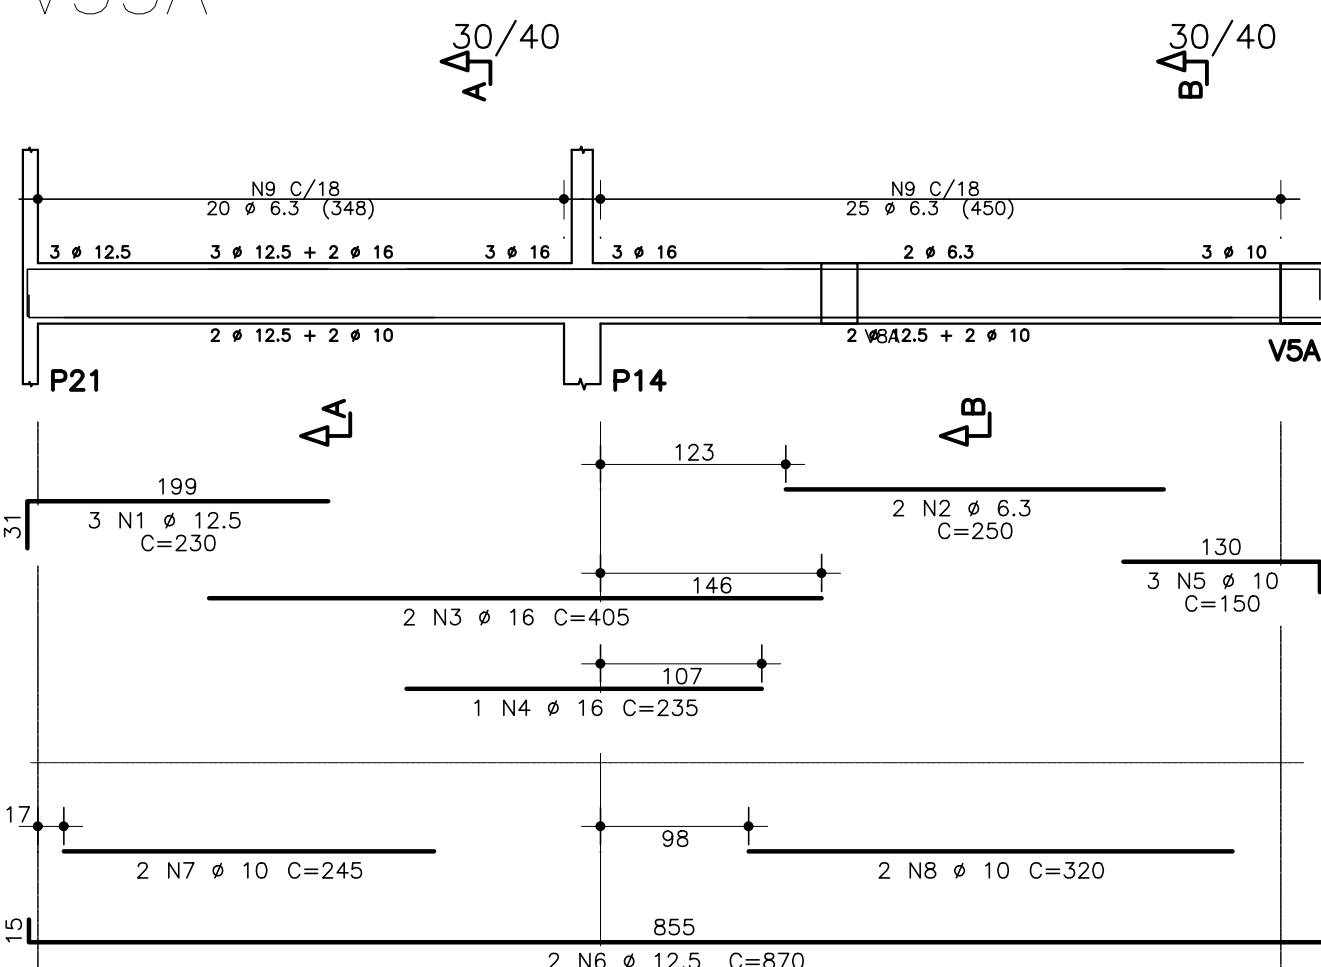 V55A
30/40
30/40
A
B
N9 C/18
N9 C/18
20 ø 6.3 (348)
25 ø 6.3 (450)
3 ø 12.5
3 ø 12.5 + 2 ø 16
3 ø 16
3 ø 16
2 ø 6.3
3 ø 10
2 ø 12.5 + 2 ø 10
2 ø 12.5 + 2 ø 10
V8A
V5A
P21
P14
A
B
123
199
31
3 N1 ø 12.5
C=230
2 N2 ø 6.3
C=250
130
3 N5 ø 10
C=150
146
2 N3 ø 16 C=405
107
1 N4 ø 16 C=235
17
98
2 N7 ø 10 C=245
2 N8 ø 10 C=320
15
855
2 N6 ø 12.5 C=870